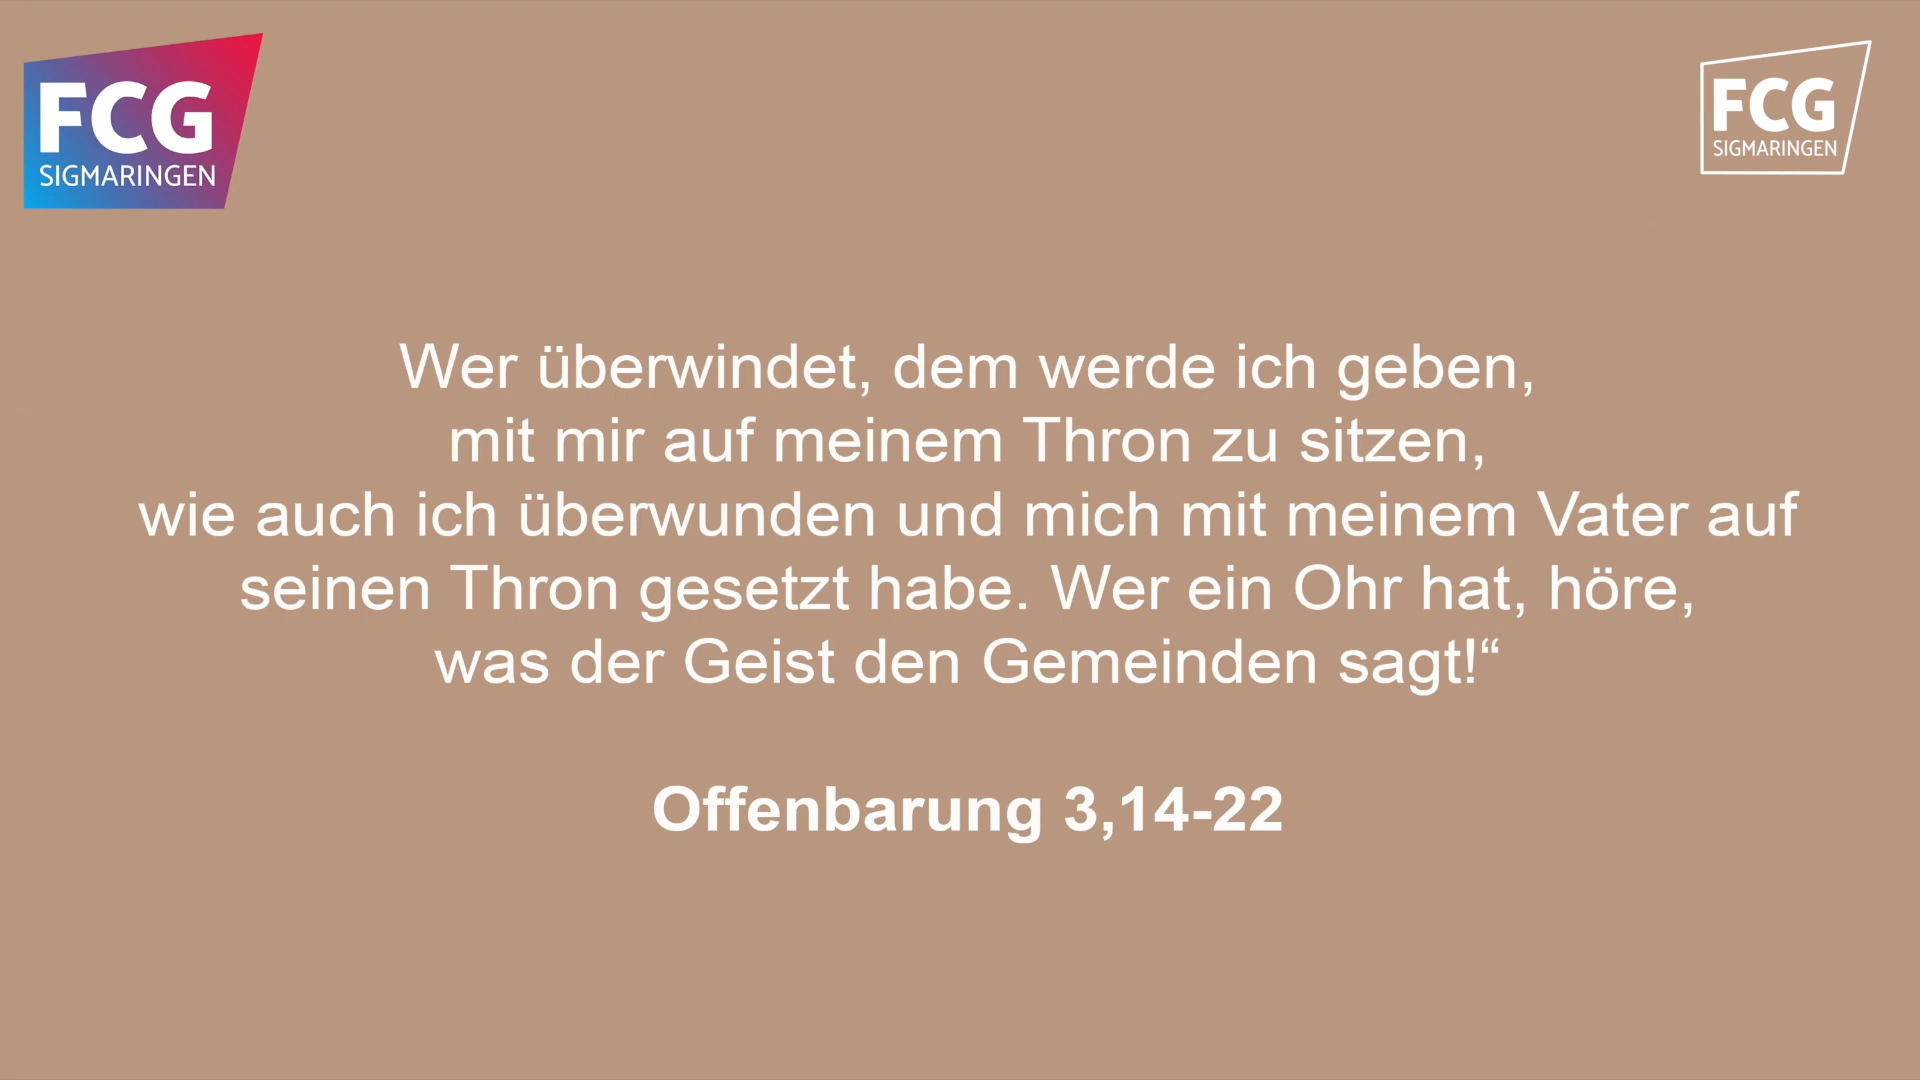 FCG
SIGMARINGEN
FCG
SIGMARINGEN
Wer überwindet, dem werde ich geben,
mit mir auf meinem Thron zu sitzen,
wie auch ich überwunden und mich mit meinem Vater auf
seinen Thron gesetzt habe. Wer ein Ohr hat, höre,
was der Geist den Gemeinden sagt!“
Offenbarung 3,14-22